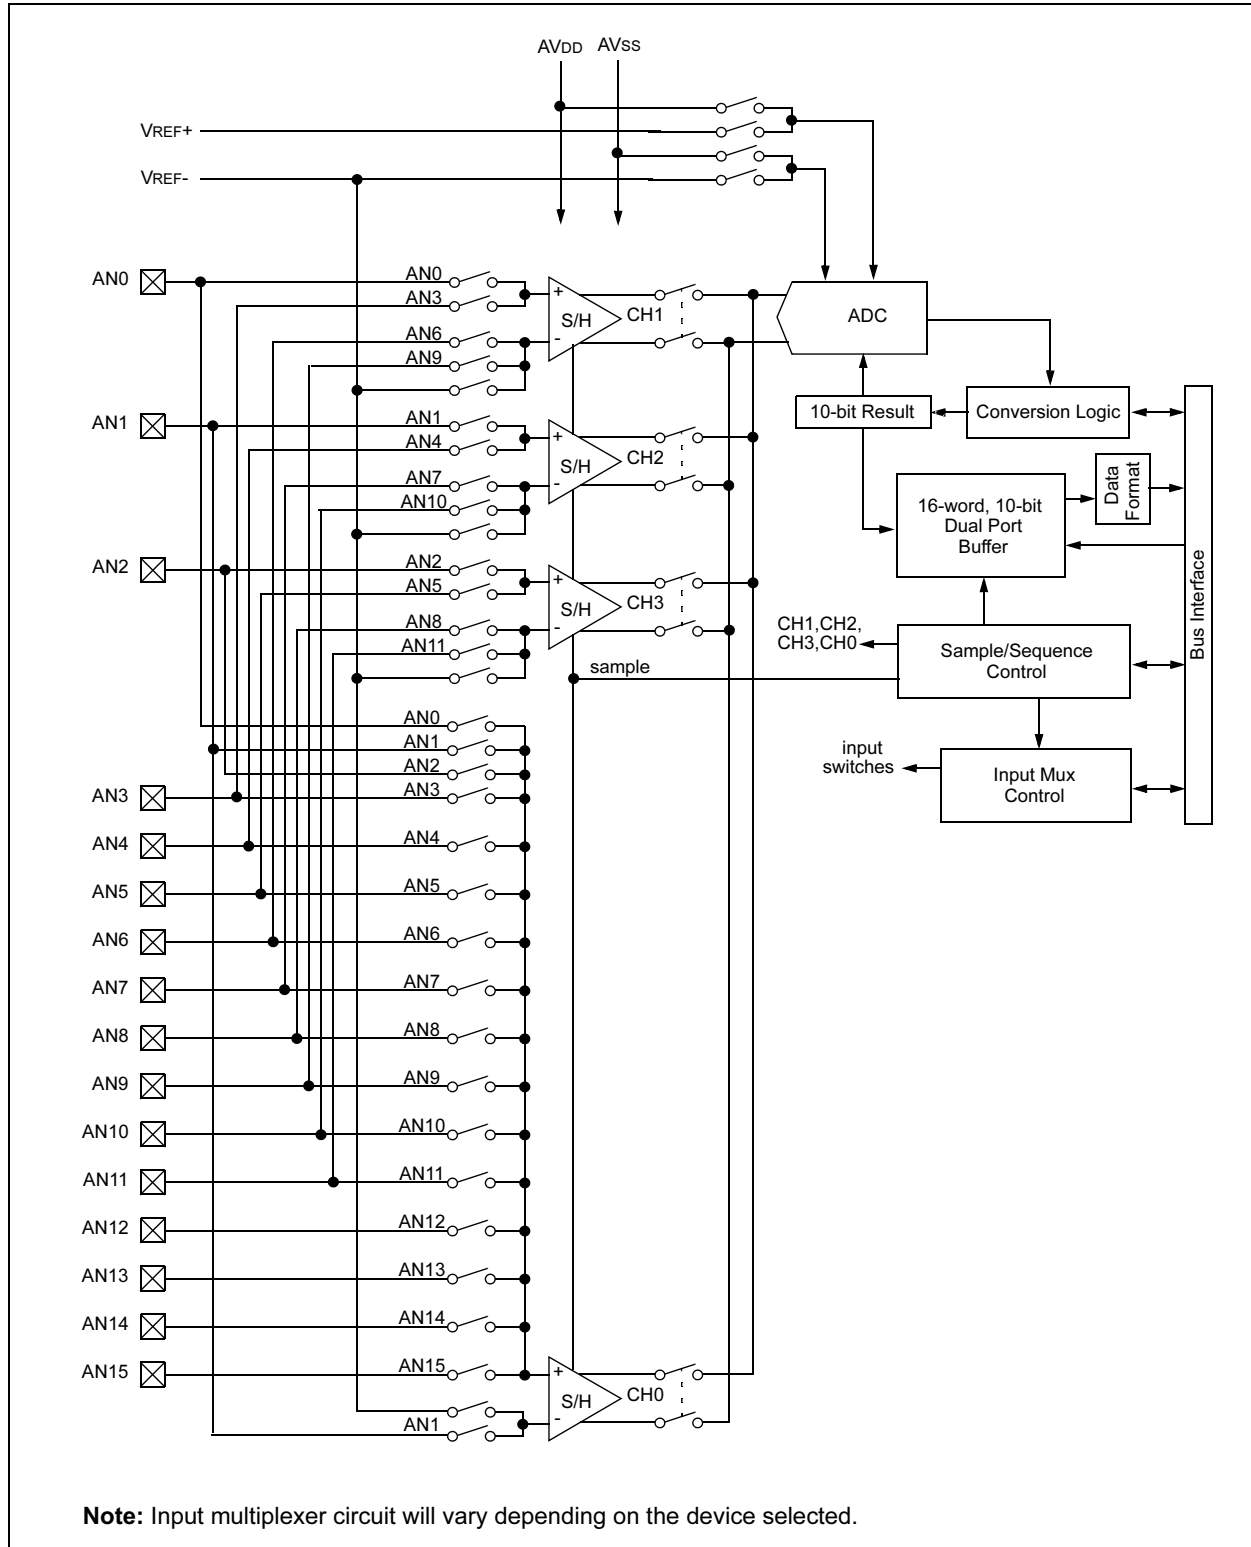 AVDD AVSS
VREF+
VREF-
AN0
AN0
AN3
AN6
AN9
+
-
S/H
CH1
ADC
10-bit Result
Conversion Logic
AN1
AN1
AN4
AN7
AN10
+
-
S/H
CH2
16-word, 10-bit
Dual Port
Buffer
Data
Format
Bus Interface
AN2
AN2
AN5
AN8
AN11
+
-
S/H
CH3
CH1,CH2,
CH3,CH0
Sample/Sequence
Control
sample
input
switches
Input Mux
Control
AN0
AN1
AN2
AN3
AN3
AN4
AN4
AN5
AN5
AN6
AN6
AN7
AN7
AN8
AN8
AN9
AN9
AN10
AN10
AN11
AN11
AN12
AN12
AN13
AN13
AN14
AN14
AN15
AN15
AN1
+
-
S/H
CH0
Note: Input multiplexer circuit will vary depending on the device selected.